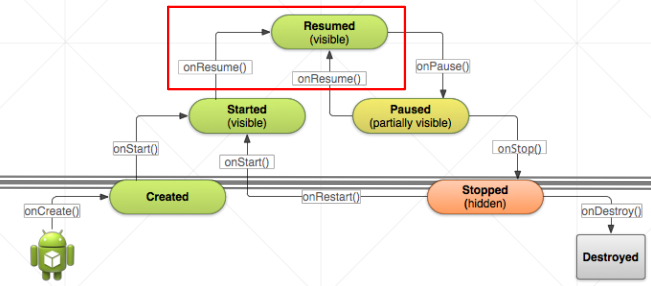 Resumed
(visible)
onResume()
onResume()
onPause()
Started
(visible)
Paused
(partially visible)
onStart()
onStart()
onStop()
Created
onRestart()
Stopped
(hidden)
onCreate()
onDestroy()
Destroyed